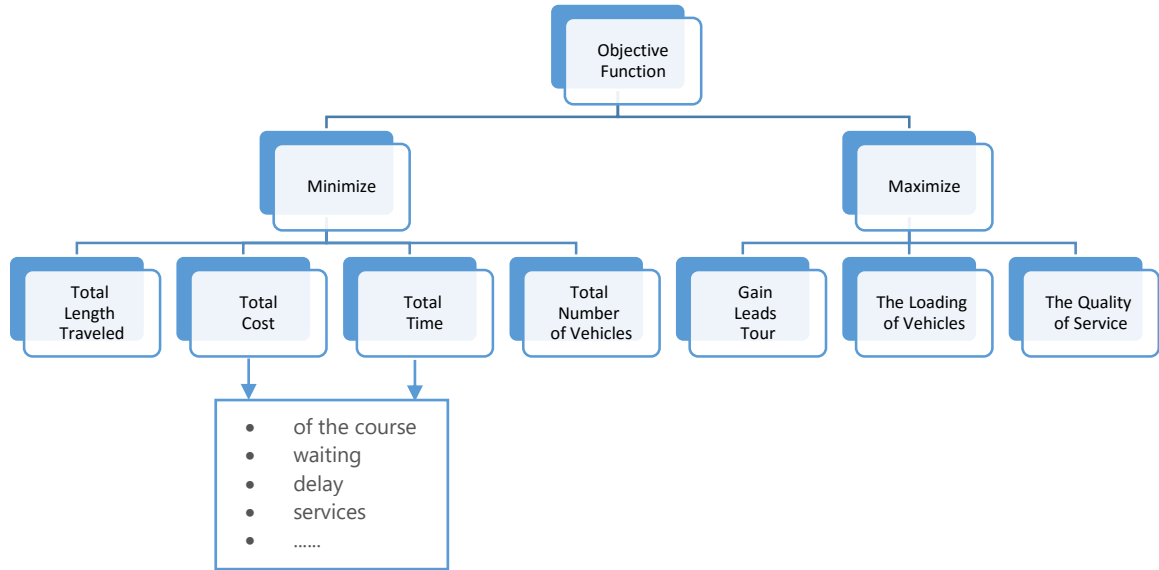 Objective
Function
Minimize
Maximize
Total
Length
Traveled
Total
Cost
Total
Time
Total
Number
of Vehicles
Gain
Leads
Tour
The Loading
of Vehicles
The Quality
of Service
• of the course
• waiting
• delay
• services
• ......